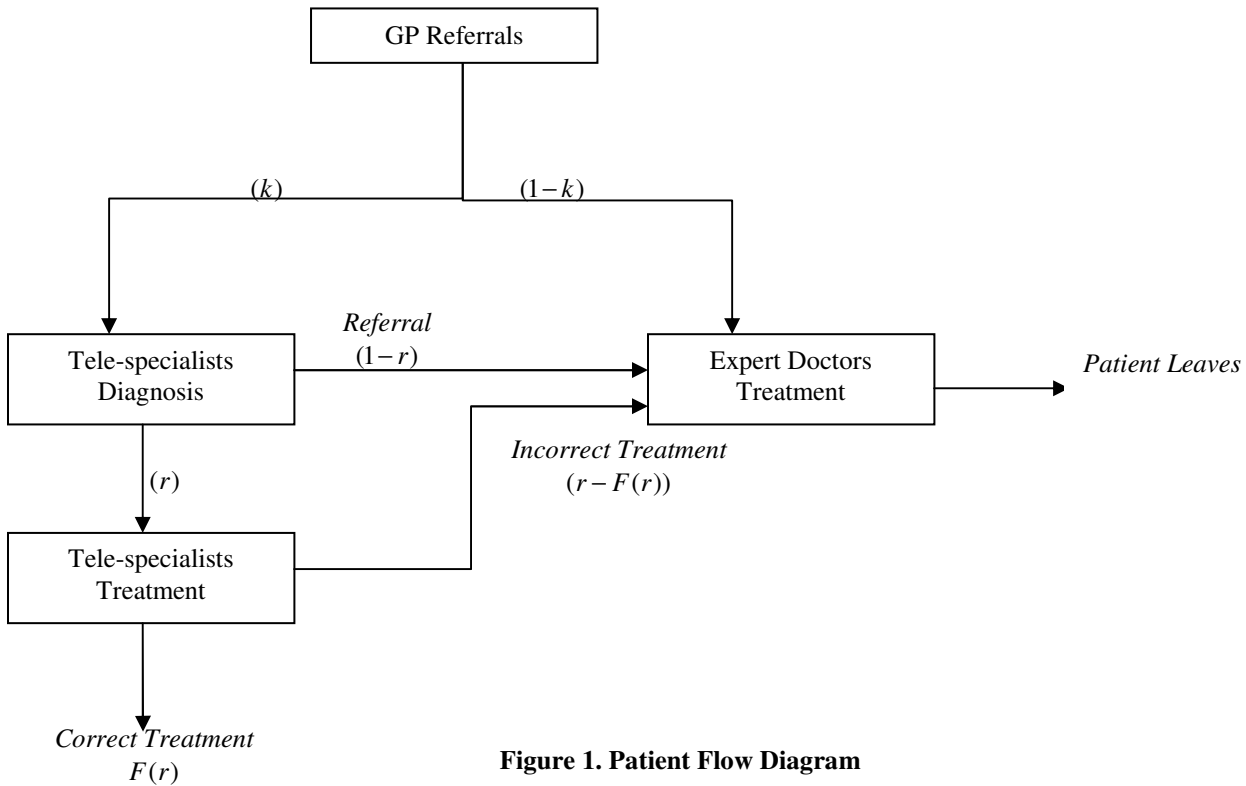 GP Referrals
(k)
(1−k)
Referral
(1−r)
Tele-specialists
Diagnosis
Expert Doctors
Treatment
Patient Leaves
Incorrect Treatment
(r−F(r))
(r)
Tele-specialists
Treatment
Correct Treatment
F(r)
Figure 1. Patient Flow Diagram